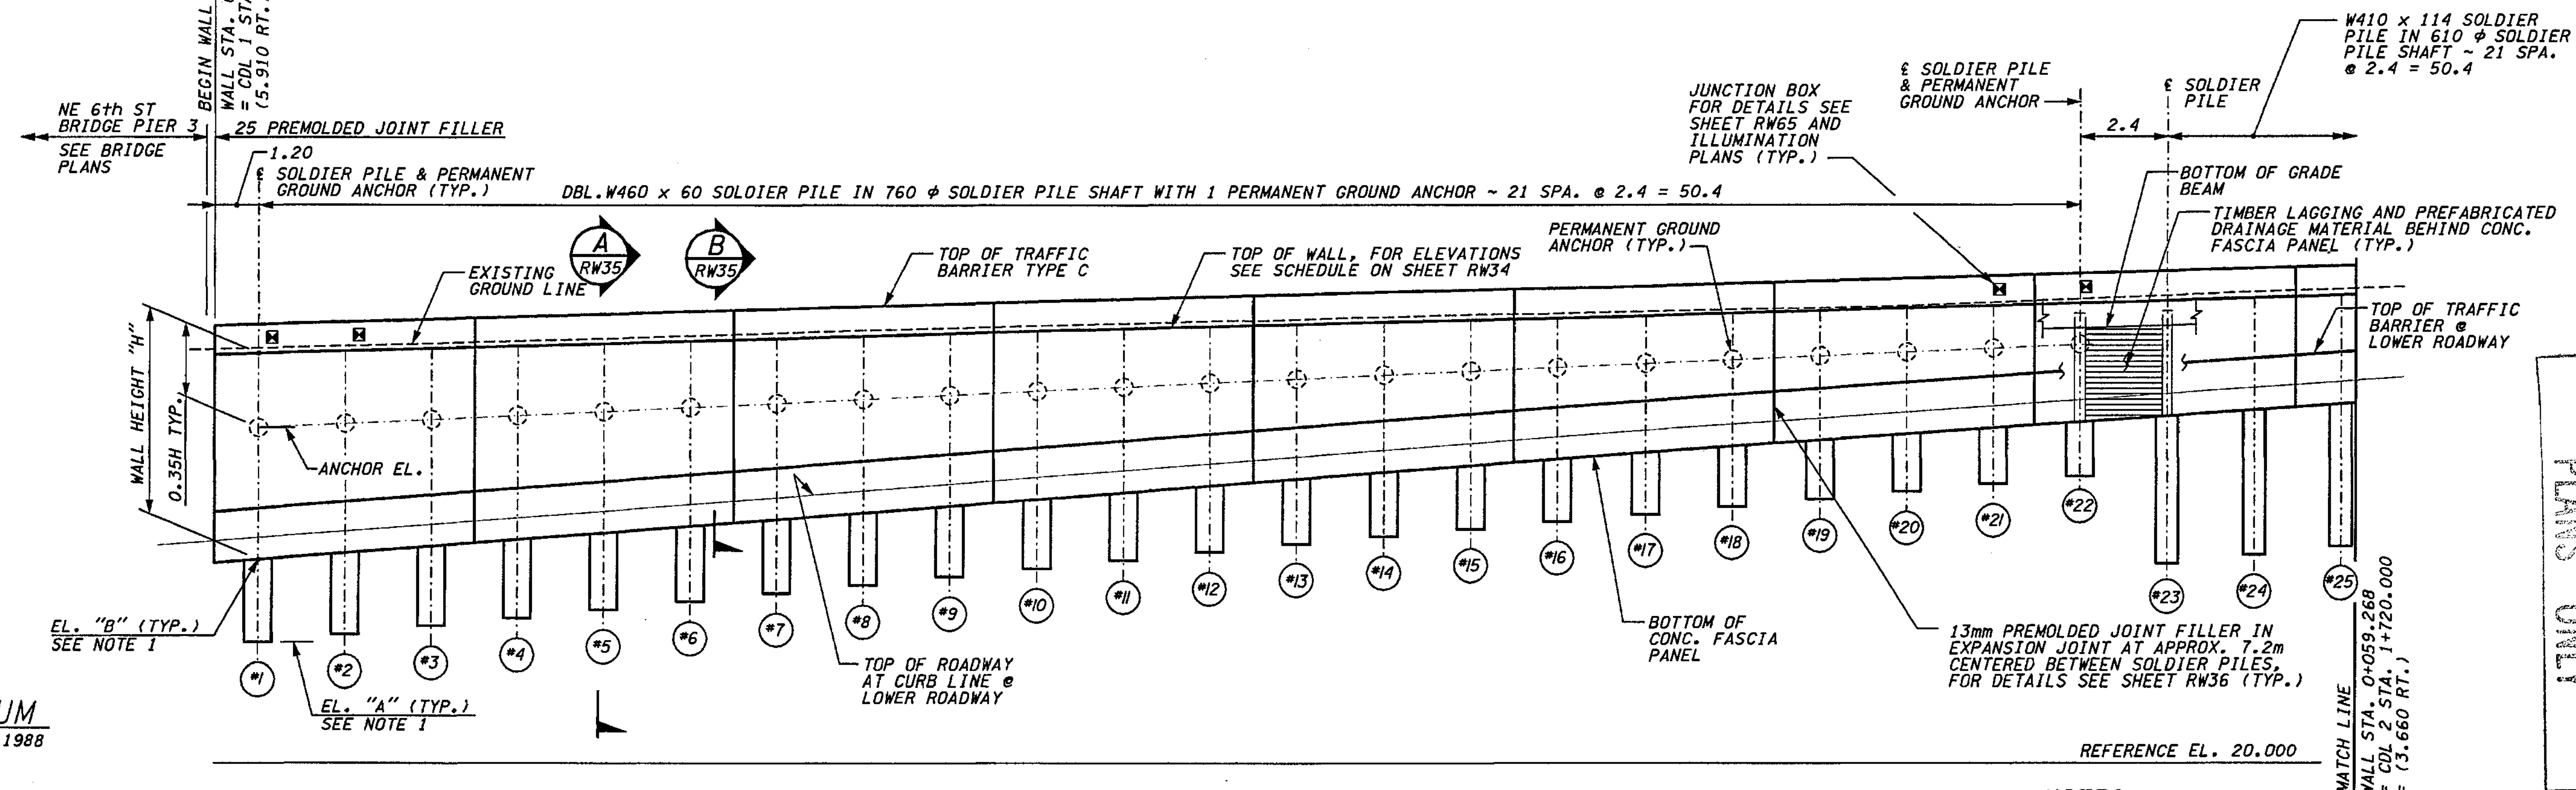 BEGIN WALL
WALL STA.
= CDL 1 STA
(5.910 RT.
NE 6th ST
BRIDGE PIER 3
SEE BRIDGE
PLANS
25 PREMOLDED JOINT FILLER
1.20
℄ SOLDIER PILE & PERMANENT
GROUND ANCHOR (TYP.)
DBL.W460 x 60 SOLDIER PILE IN 760 φ SOLDIER PILE SHAFT WITH 1 PERMANENT GROUND ANCHOR ~ 21 SPA. @ 2.4 = 50.4
JUNCTION BOX
FOR DETAILS SEE
SHEET RW65 AND
ILLUMINATION
PLANS (TYP.)
℄ SOLDIER PILE
& PERMANENT
GROUND ANCHOR
℄ SOLDIER
PILE
2.4
W410 x 114 SOLDIER
PILE IN 610 φ SOLDIER
PILE SHAFT ~ 21 SPA.
@ 2.4 = 50.4
BOTTOM OF GRADE
BEAM
TIMBER LAGGING AND PREFABRICATED
DRAINAGE MATERIAL BEHIND CONC.
FASCIA PANEL (TYP.)
A
RW35
B
RW35
EXISTING
GROUND LINE
TOP OF TRAFFIC
BARRIER TYPE C
TOP OF WALL, FOR ELEVATIONS
SEE SCHEDULE ON SHEET RW34
PERMANENT GROUND
ANCHOR (TYP.)
TOP OF TRAFFIC
BARRIER @
LOWER ROADWAY
WALL HEIGHT "H"
0.35H TYP.
ANCHOR EL.
EL. "B" (TYP.)
SEE NOTE 1
EL. "A" (TYP.)
SEE NOTE 1
#1
#2
#3
#4
#5
#6
#7
#8
#9
#10
#11
#12
#13
#14
#15
#16
#17
#18
#19
#20
#21
#22
#23
#24
#25
TOP OF ROADWAY
AT CURB LINE @
LOWER ROADWAY
BOTTOM OF
CONC. FASCIA
PANEL
13mm PREMOLDED JOINT FILLER IN
EXPANSION JOINT AT APPROX. 7.2m
CENTERED BETWEEN SOLDIER PILES,
FOR DETAILS SEE SHEET RW36 (TYP.)
MATCH LINE
WALL STA. 0+059.268
= CDL 2 STA. 1+720.000
= (3.660 RT.)
REFERENCE EL. 20.000
UM
1988
PLANS ONLY